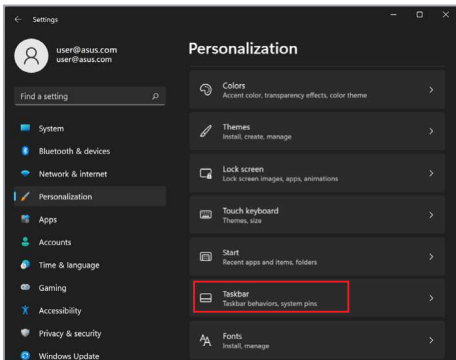 Settings
user@asus.com
user@asus.com
Find a setting
System
Bluetooth & devices
Network & internet
Personalization
Apps
Accounts
Time & language
Gaming
Accessibility
Privacy & security
Windows Update
Personalization
Colors
Accent color, transparency effects, color theme
Themes
Install, create, manage
Lock screen
Lock screen images, apps, animations
Touch keyboard
Themes, size
Start
Recent apps and items, folders
Taskbar
Taskbar behaviors, system pins
Fonts
Install, manage